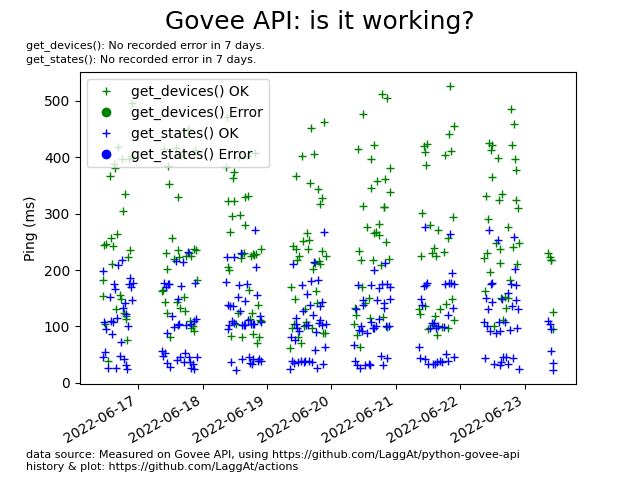 Govee API: is it working?
get_devices(): No recorded error in 7 days.
get_states(): No recorded error in 7 days.
get_devices() OK
get_devices() Error
get_states() OK
get_states() Error
Ping (ms)
500
400
300
200
100
0
2022-06-17
2022-06-18
2022-06-19
2022-06-20
2022-06-21
2022-06-22
2022-06-23
data source: Measured on Govee API, using https://github.com/LaggAt/python-govee-api
history & plot: https://github.com/LaggAt/actions